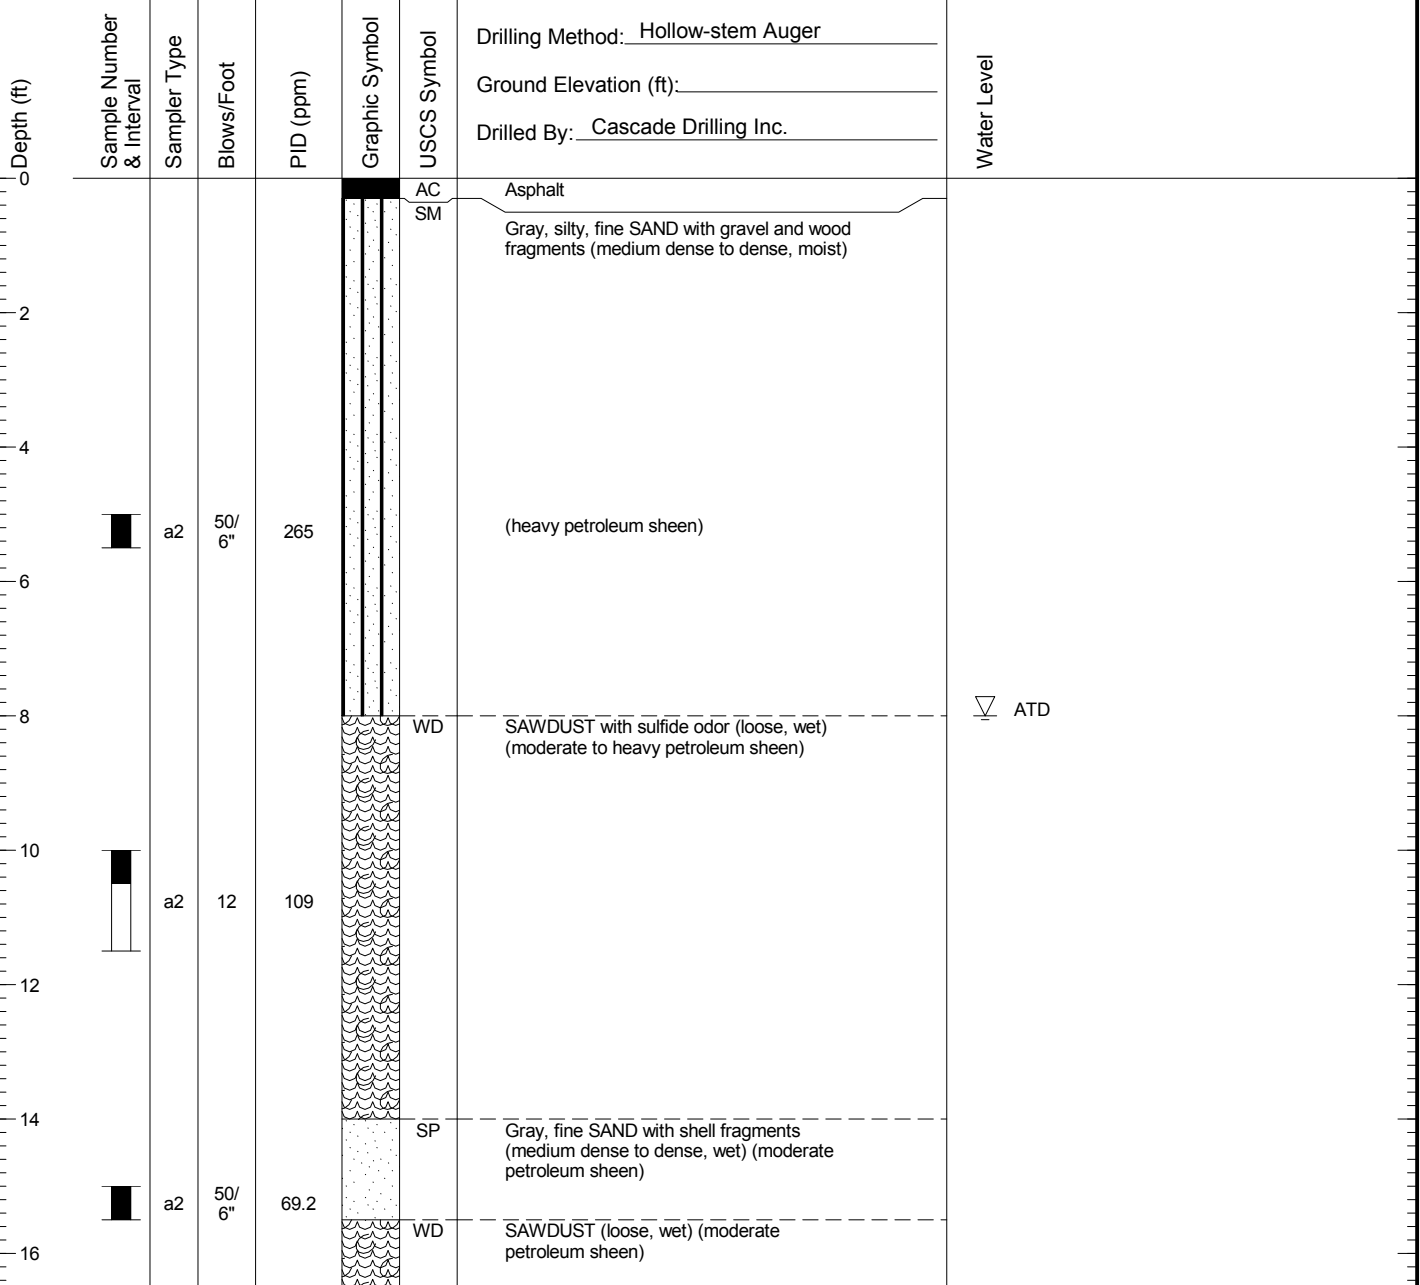 Depth (ft)
Sample Number
& Interval
Sampler Type
Blows/Foot
PID (ppm)
Graphic Symbol
USCS Symbol
Drilling Method: Hollow-stem Auger
Ground Elevation (ft):
Drilled By: Cascade Drilling Inc.
Water Level
0
AC Asphalt
SM
Gray, silty, fine SAND with gravel and wood
fragments (medium dense to dense, moist)
2
4
a2 50/
6" 265 (heavy petroleum sheen)
6
ATD
8
WD SAWDUST with sulfide odor (loose, wet)
(moderate to heavy petroleum sheen)
10
a2 12 109
12
14
SP Gray, fine SAND with shell fragments
(medium dense to dense, wet) (moderate
petroleum sheen)
a2 50/
6" 69.2
WD SAWDUST (loose, wet) (moderate
petroleum sheen)
16